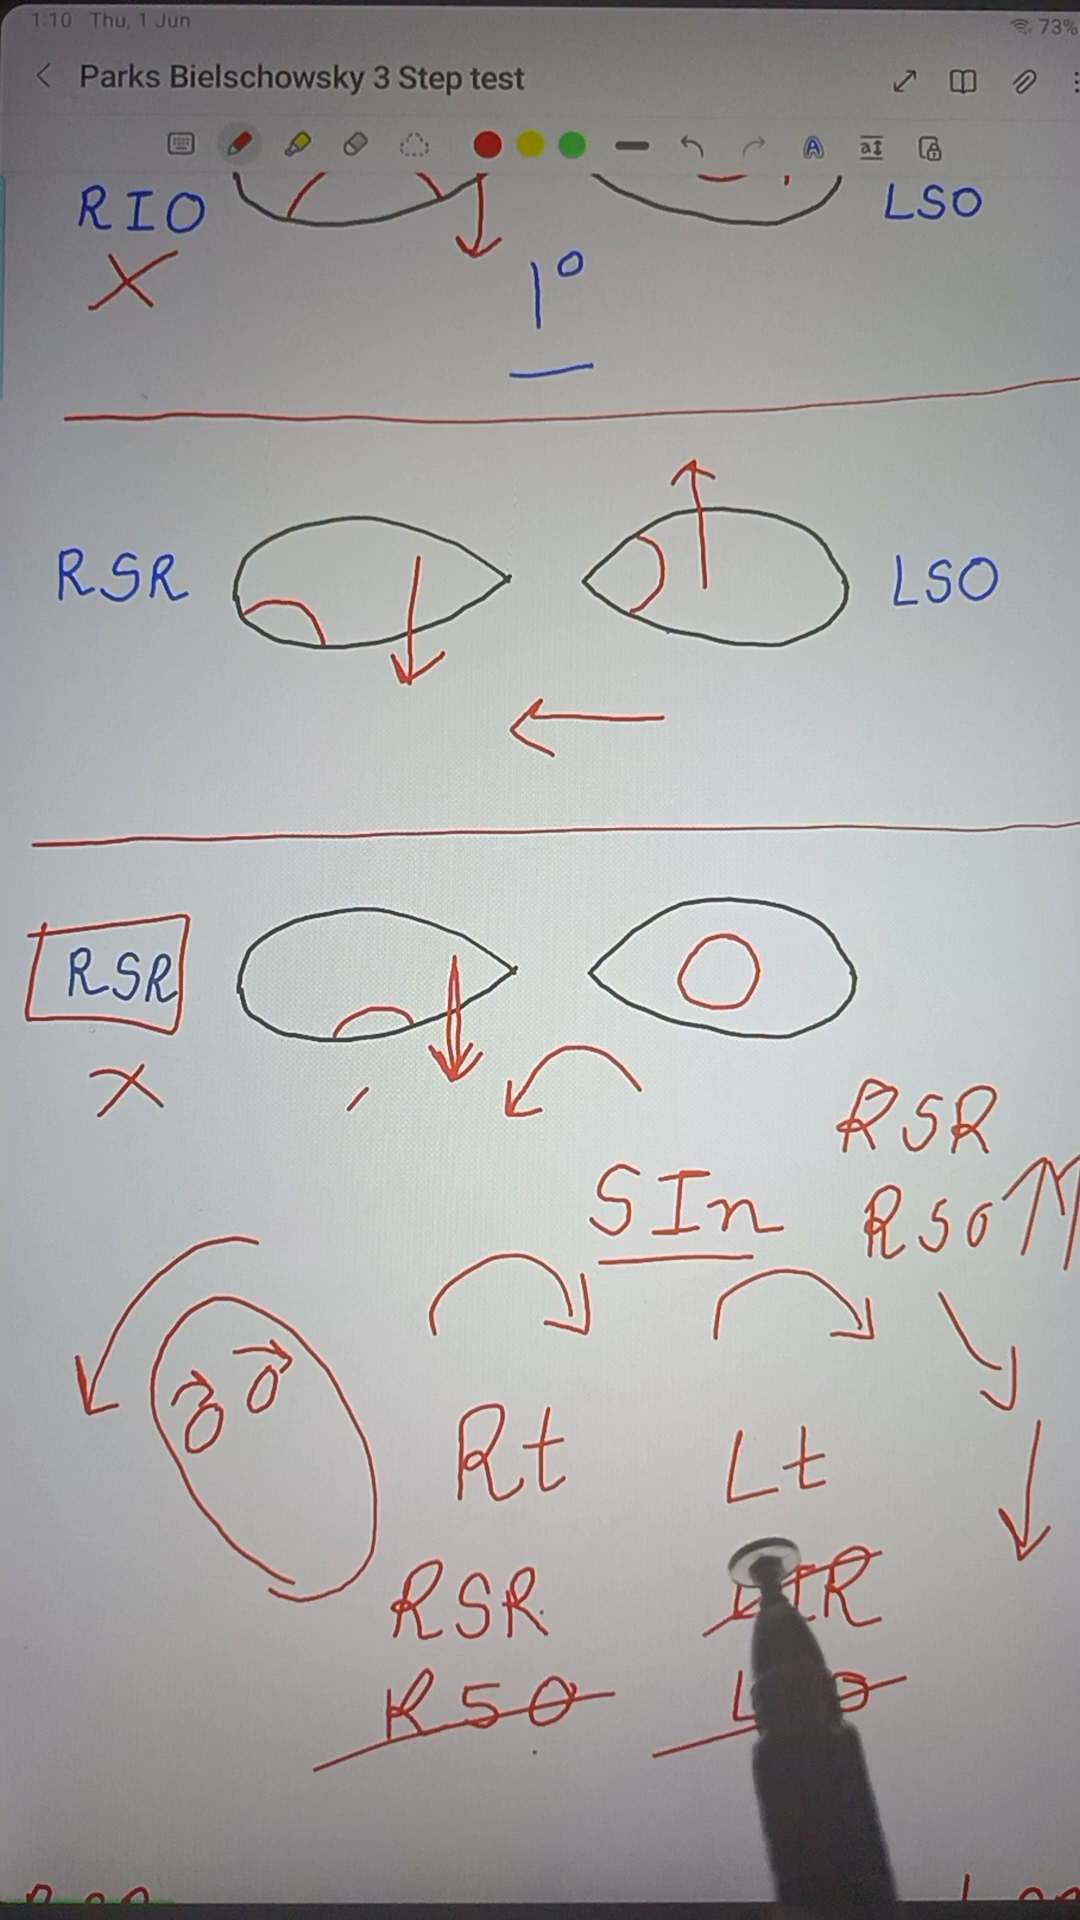 1:10 Thu, 1 Jun 73%
Parks Bielschowsky 3 Step test
RIO LSO
X
1°
RSR LSO
RSR
X
RSR
SIn RSO
Rt Lt
RSR
RSO